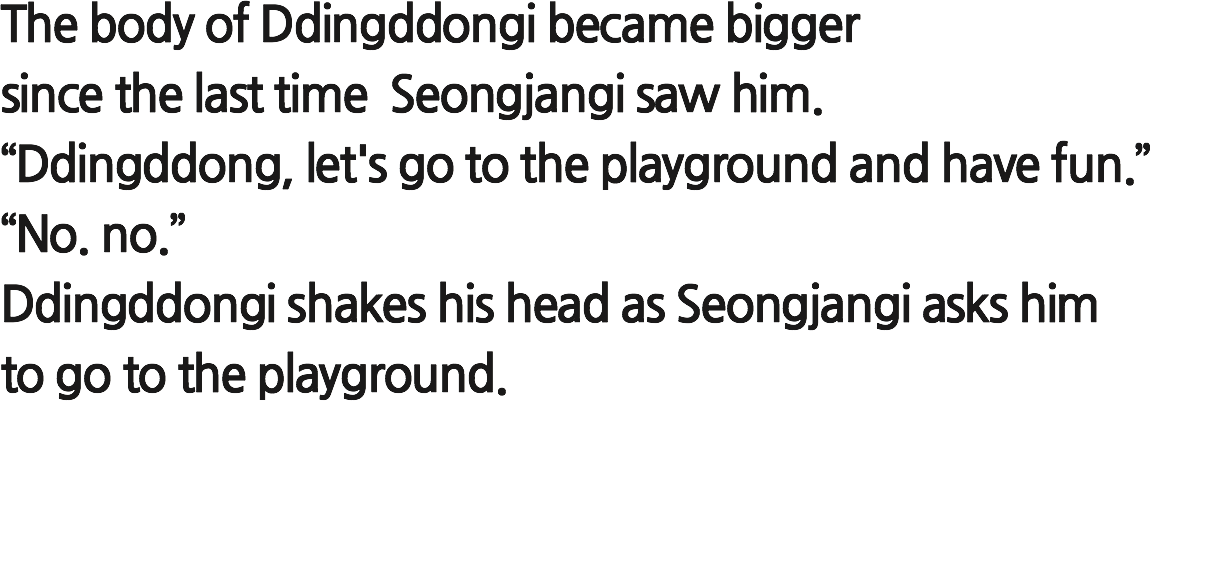 The body of Ddingddongi became bigger
since the last time  Seongjangi saw him.
“Ddingddong, let's go to the playground and have fun.”
“No. no.”
Ddingddongi shakes his head as Seongjangi asks him
to go to the playground.